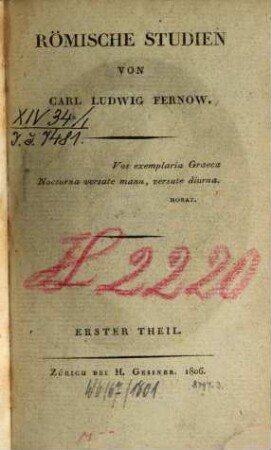 RÖMISCHE STUDIEN
VON
CARL LUDWIG FERNOW.
XIV 34/1
J. J. 7481.
Vos exemplaria Graeca
Nocturna versate manu, versate diurna.
HORAT.
H 2220
ERSTER THEIL.
ZÜRICH BEI H. GESSNER. 1806.